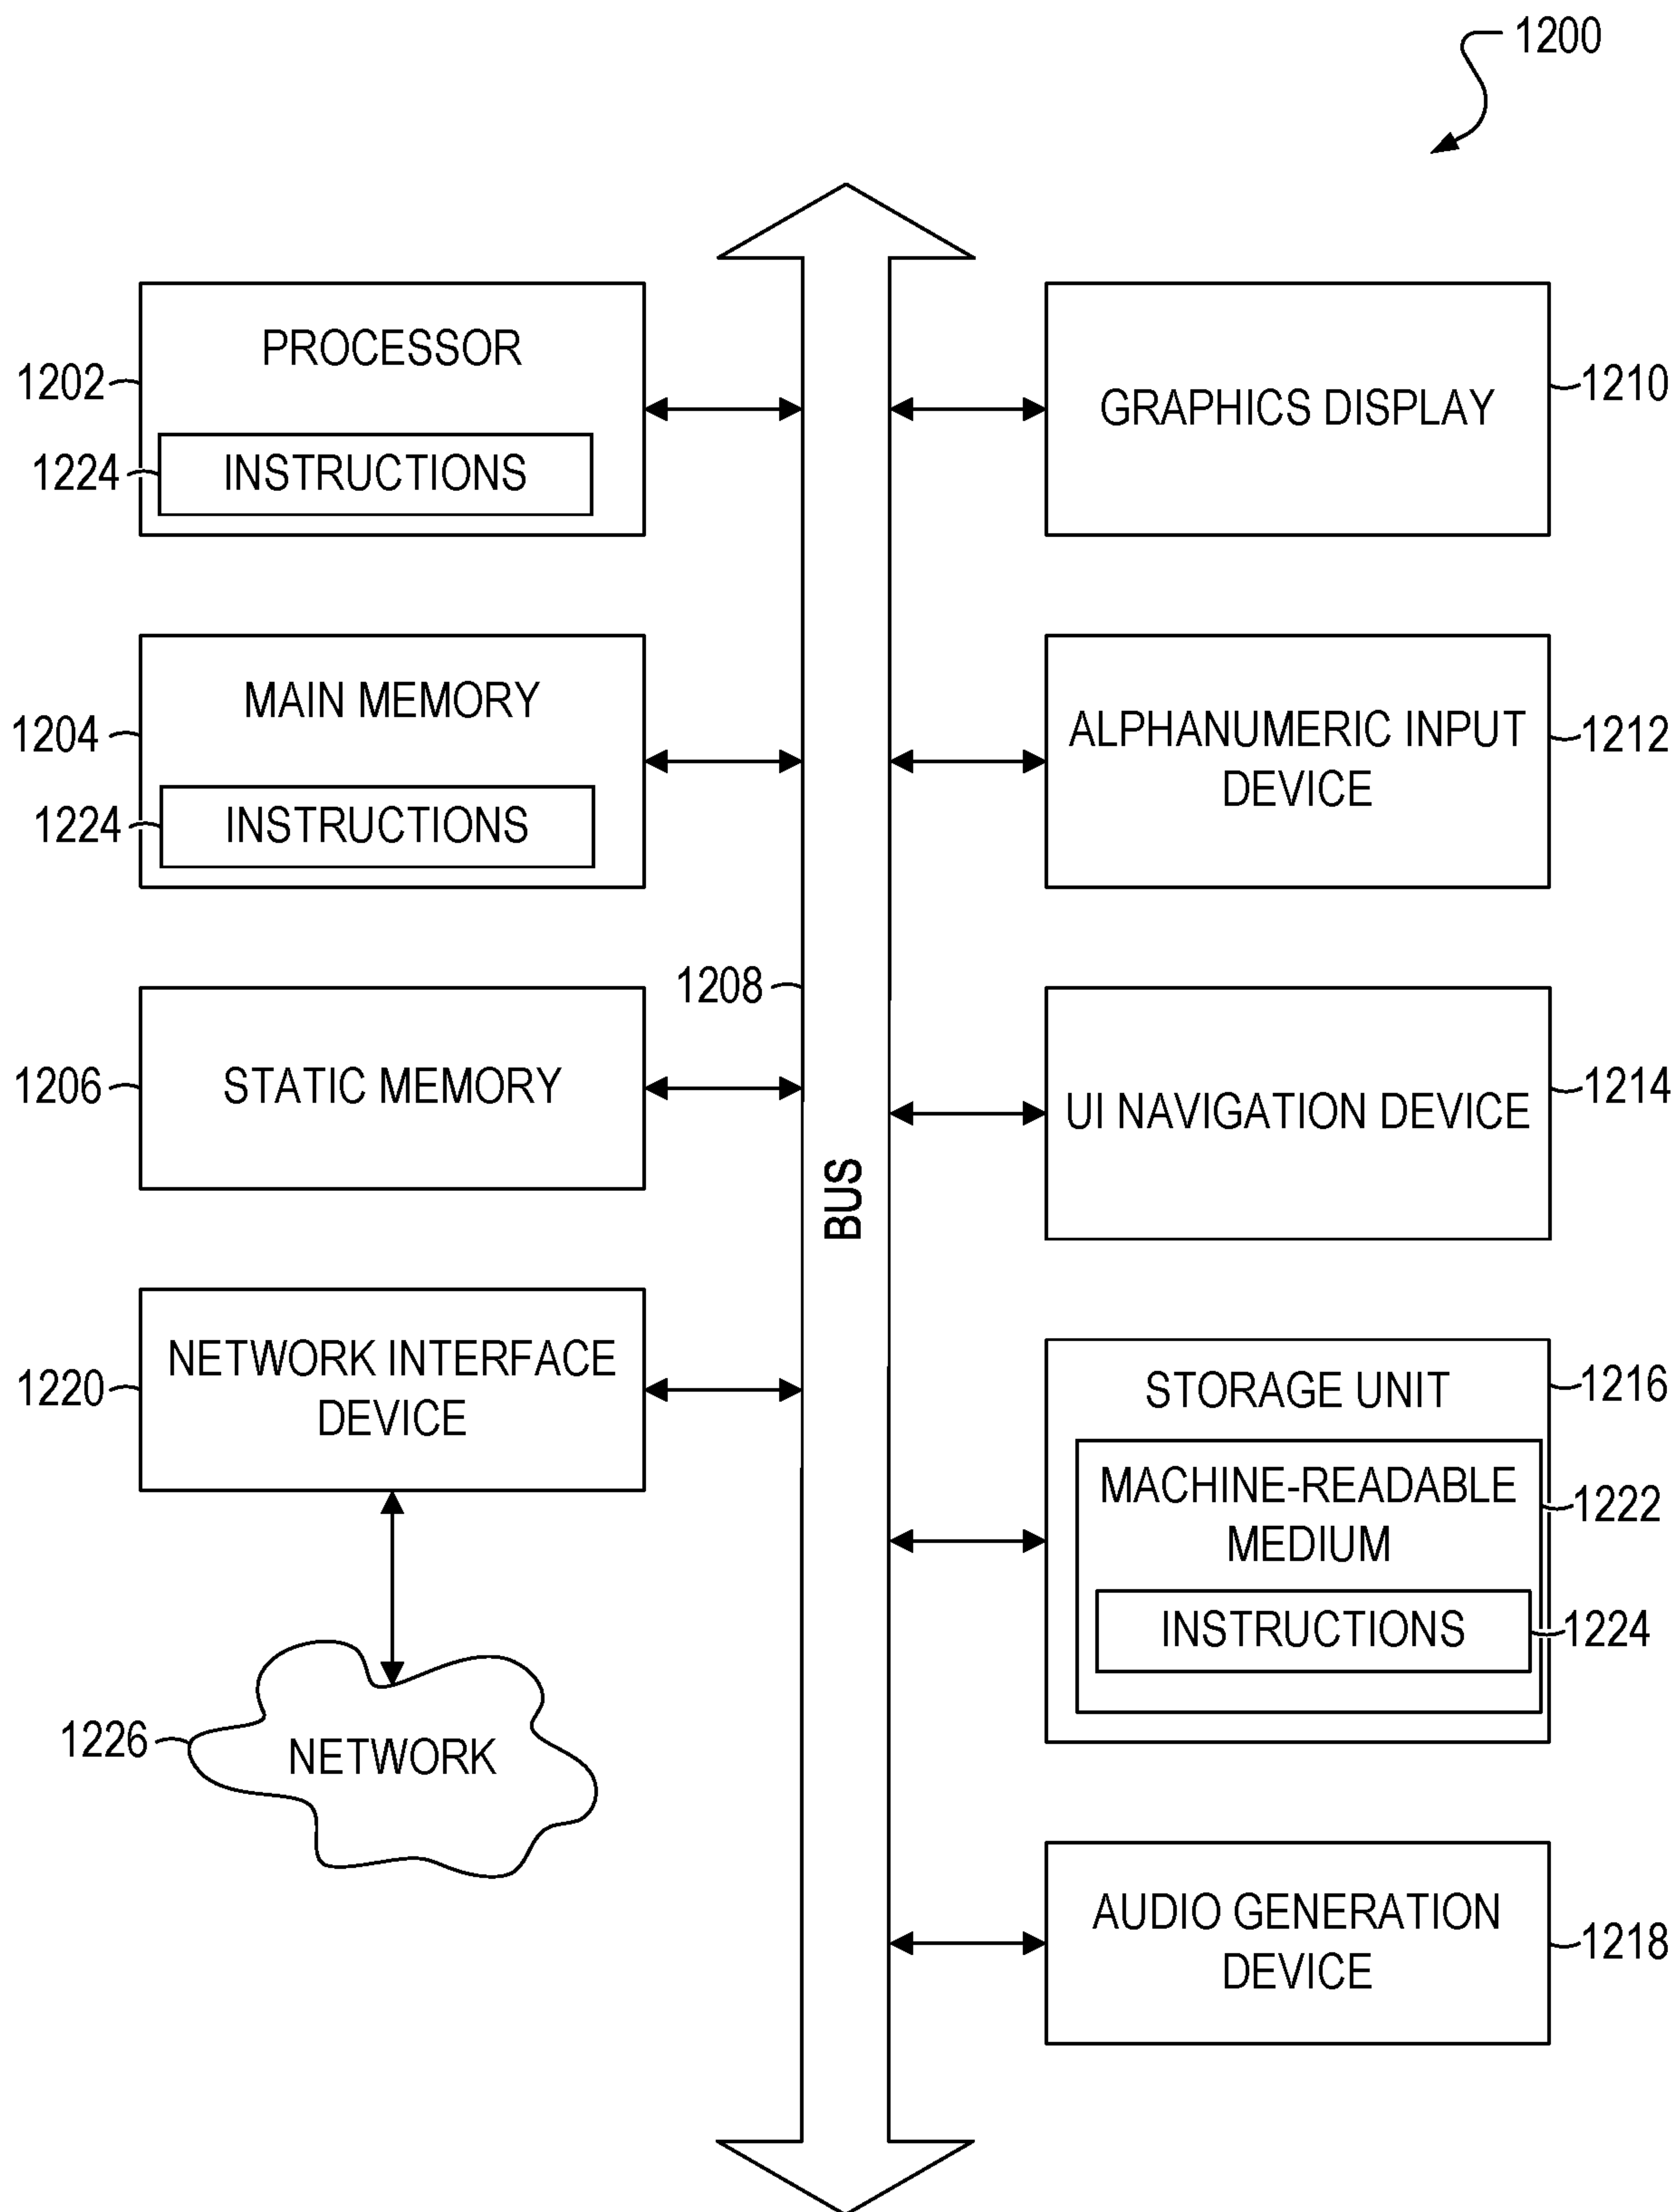 1200
PROCESSOR
1202
1224
INSTRUCTIONS
MAIN MEMORY
1204
1224
INSTRUCTIONS
1208
1206
STATIC MEMORY
BUS
NETWORK INTERFACE
DEVICE
1220
1226
NETWORK
GRAPHICS DISPLAY
1210
ALPHANUMERIC INPUT
DEVICE
1212
UI NAVIGATION DEVICE
1214
STORAGE UNIT
1216
MACHINE-READABLE
MEDIUM
1222
INSTRUCTIONS
1224
AUDIO GENERATION
DEVICE
1218